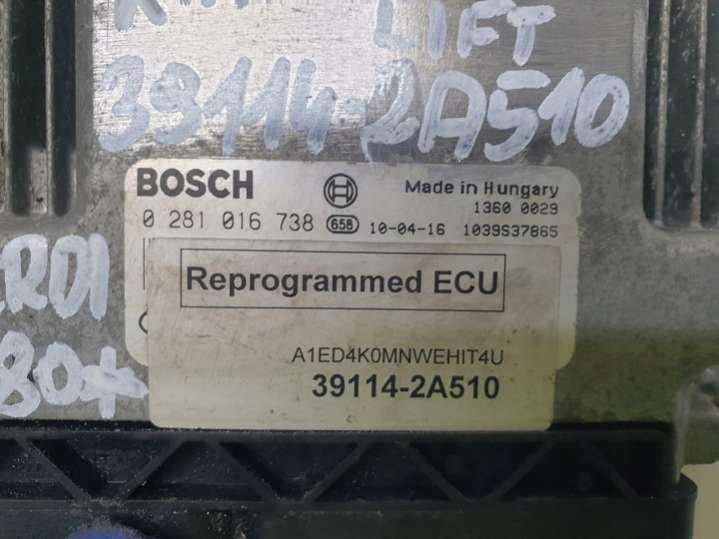 LIFT
39114-2A510
BOSCH
Made in Hungary
1360 0029
0 281 016 738 658 10-04-16 1039S37865
Reprogrammed ECU
CRDI
A1ED4K0MNWEHIT4U
80+
39114-2A510